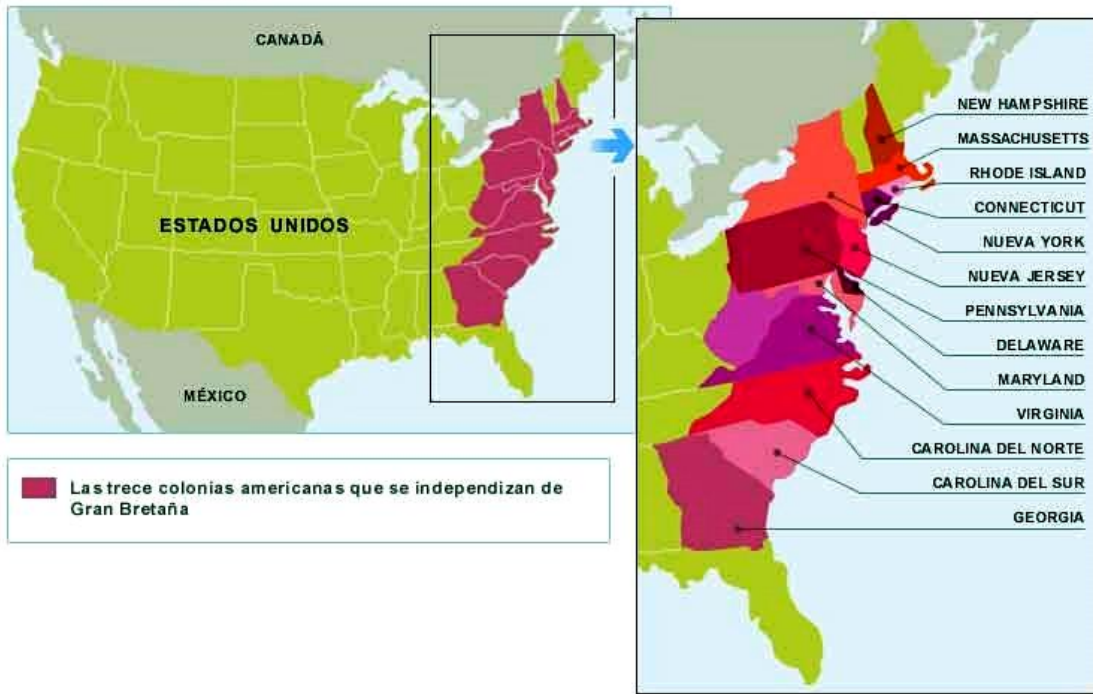 CANADÁ
ESTADOS UNIDOS
MÉXICO
Las trece colonias americanas que se independizan de
Gran Bretaña
NEW HAMPSHIRE
MASSACHUSETTS
RHODE ISLAND
CONNECTICUT
NUEVA YORK
NUEVA JERSEY
PENNSYLVANIA
DELAWARE
MARYLAND
VIRGINIA
CAROLINA DEL NORTE
CAROLINA DEL SUR
GEORGIA